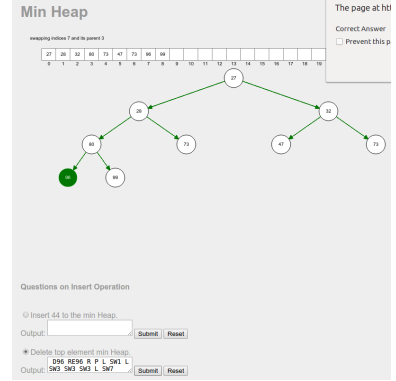 Min Heap
The page at ht
Correct Answer
Prevent this p
swapping indices 7 and its parent 3
27 28 32 80 73 47 73 96 99
0 1 2 3 4 5 6 7 8 9 10 11 12 13 14 15 16 17 18 19
27
28 32
80 73 47 73
96 99
Questions on Insert Operation
Insert 44 to the min Heap.
Output: Submit Reset
Delete top element min Heap.
D96 RE96 R P L SW1 L
Output: SW3 SW3 SW3 L SW7 Submit Reset